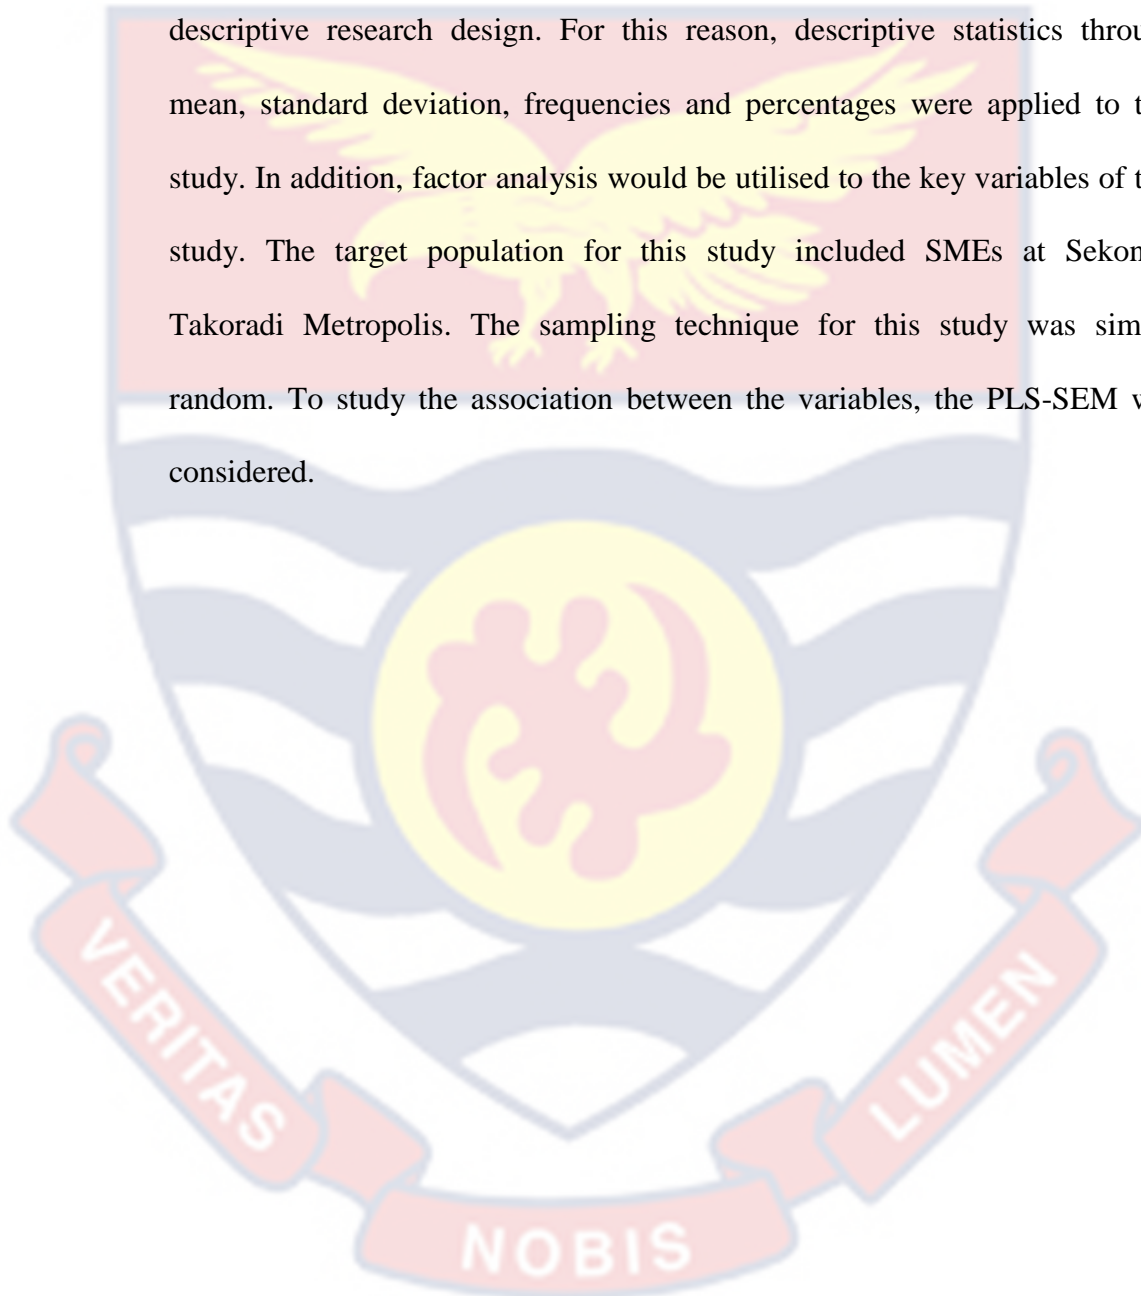 descriptive research design. For this reason, descriptive statistics throu
mean, standard deviation, frequencies and percentages were applied to t
study. In addition, factor analysis would be utilised to the key variables of t
study. The target population for this study included SMEs at Sekon
Takoradi Metropolis. The sampling technique for this study was sim
random. To study the association between the variables, the PLS-SEM w
considered.
VERITAS
NOBIS
LUMEN